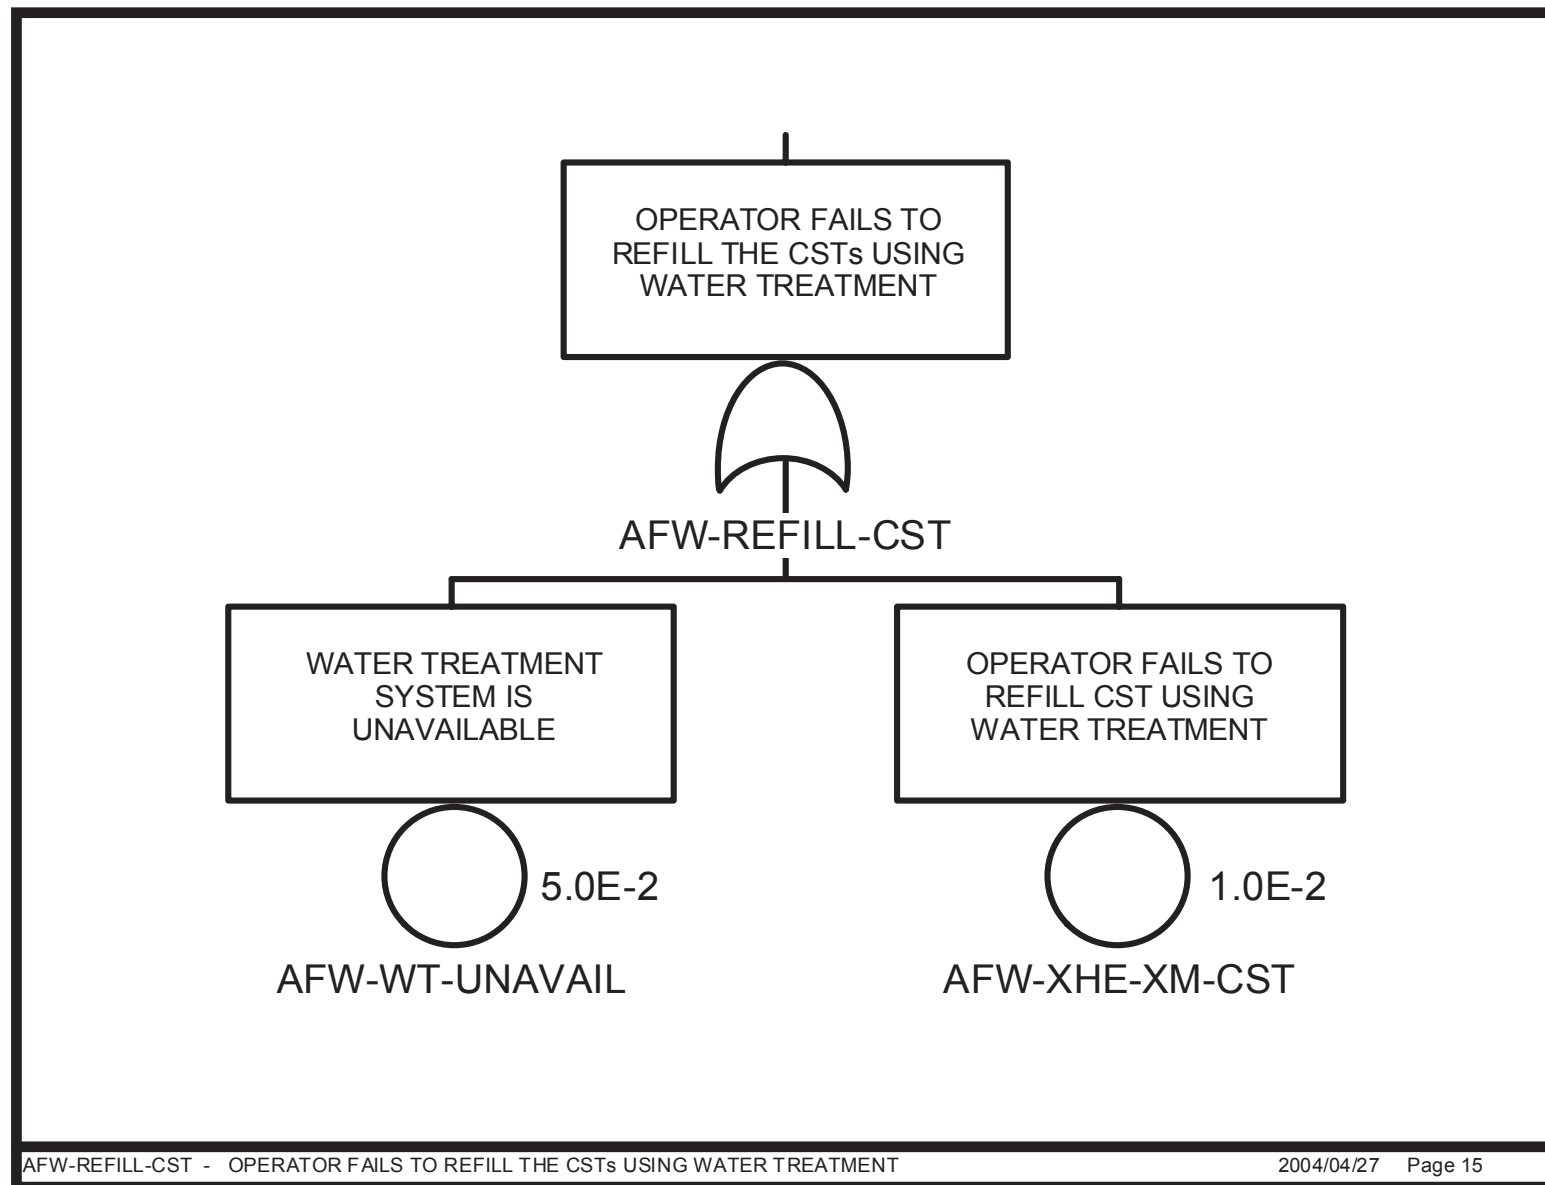 OPERATOR FAILS TO
REFILL THE CSTs USING
WATER TREATMENT
AFW-REFILL-CST
WATER TREATMENT
SYSTEM IS
UNAVAILABLE
5.0E-2
AFW-WT-UNAVAIL
OPERATOR FAILS TO
REFILL CST USING
WATER TREATMENT
1.0E-2
AFW-XHE-XM-CST
AFW-REFILL-CST - OPERATOR FAILS TO REFILL THE CSTs USING WATER TREATMENT 2004/04/27 Page 15